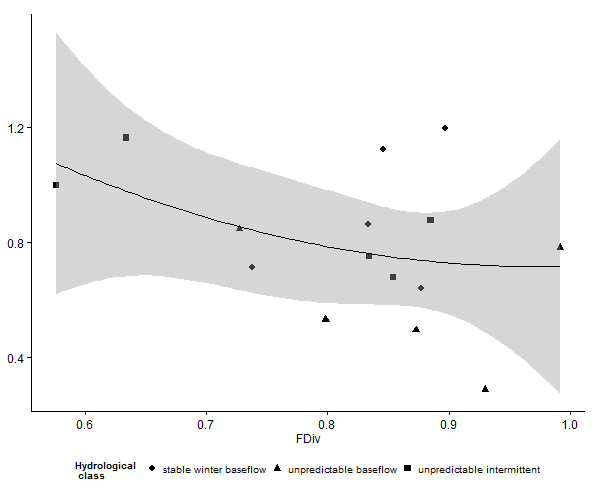 1.2
0.8
0.4
0.6 0.7 0.8 0.9 1.0
FDiv
Hydrological
class
stable winter baseflow unpredictable baseflow unpredictable intermittent